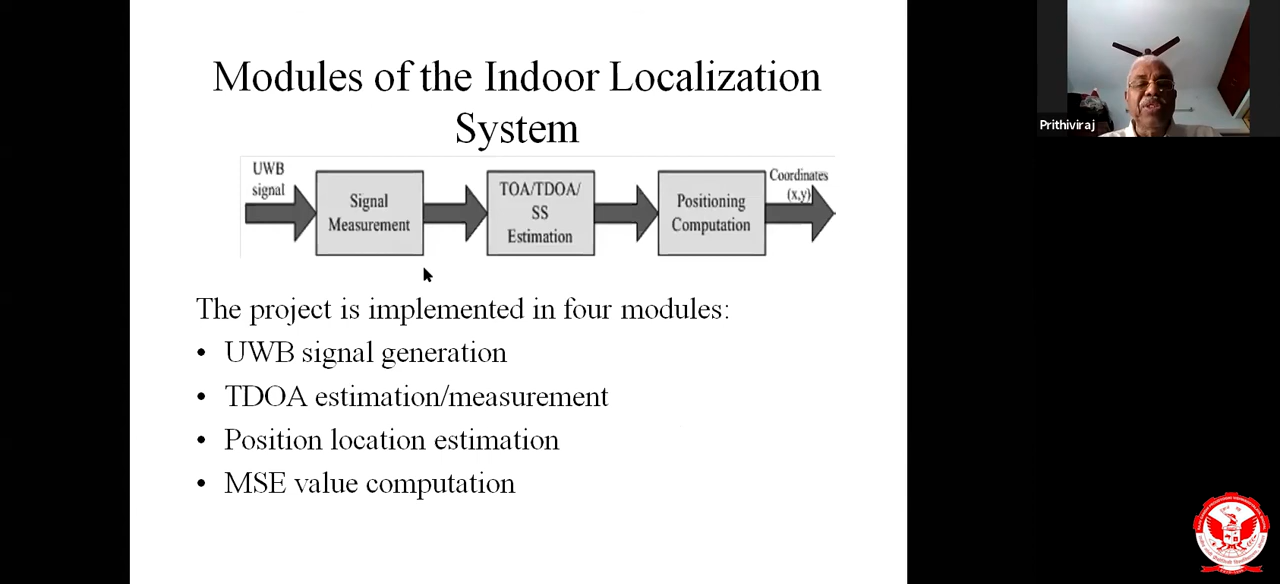 Modules of the Indoor Localization
System
UWB
signal
Signal
Measurement
TOA/TDOA/
SS
Estimation
Positioning
Computation
Coordinates
(x,y)
The project is implemented in four modules:
• UWB signal generation
• TDOA estimation/measurement
• Position location estimation
• MSE value computation
Prithiviraj